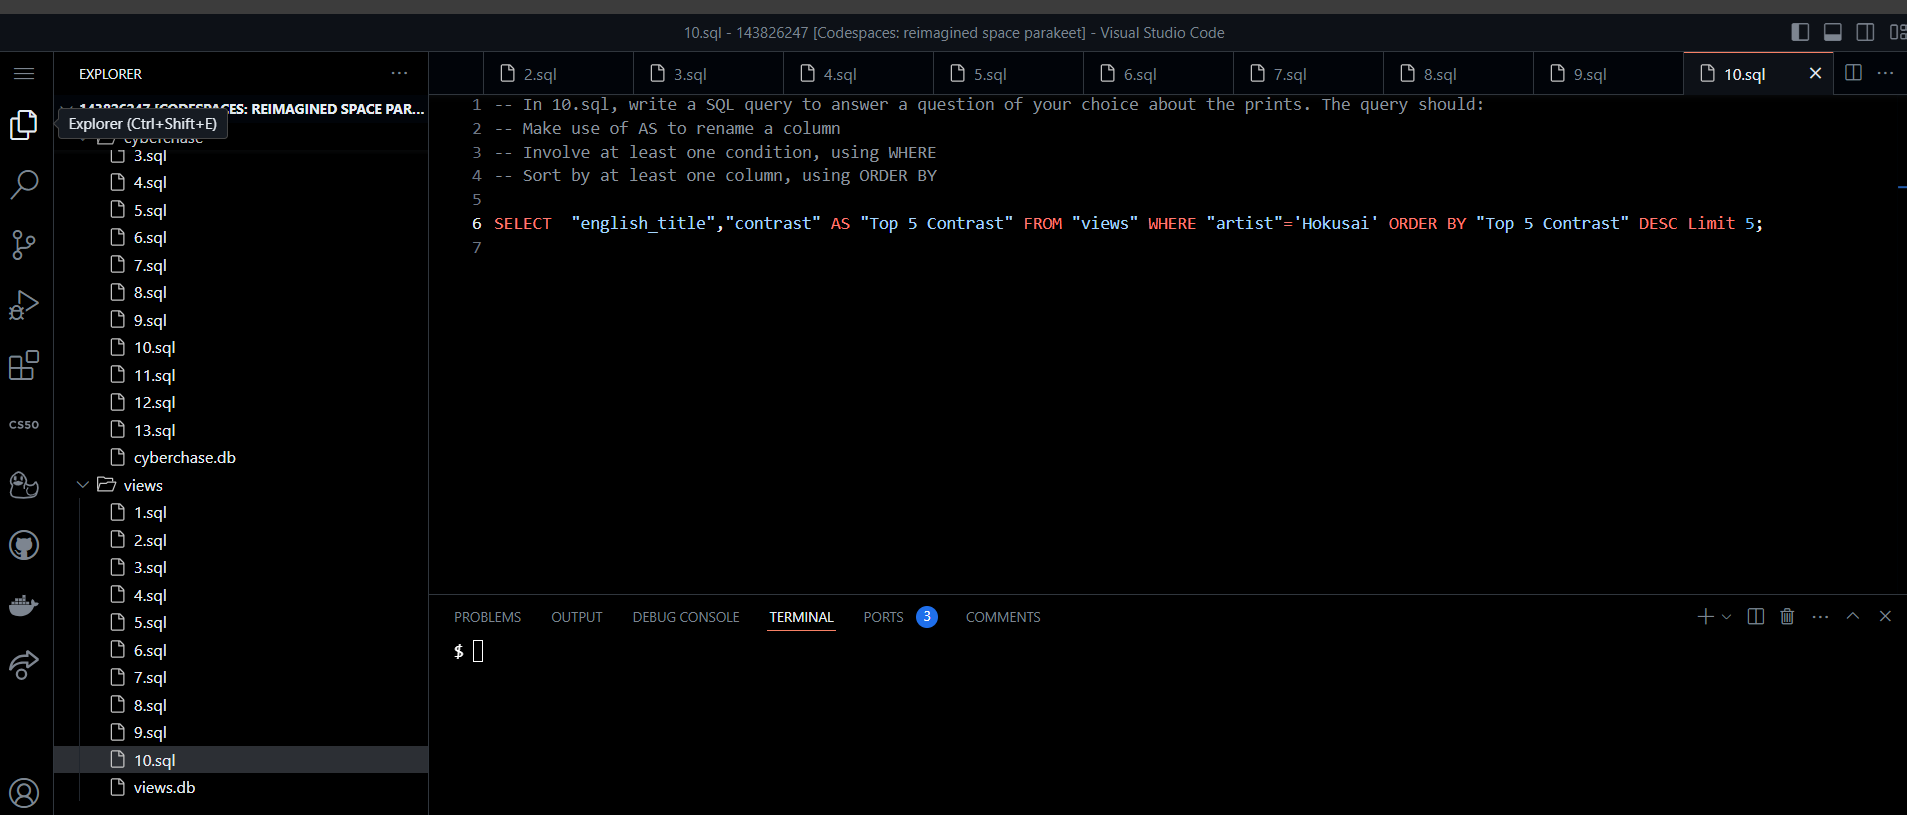 10.sql - 143826247 [Codespaces: reimagined space parakeet] - Visual Studio Code
EXPLORER
2.sql
3.sql
4.sql
5.sql
6.sql
7.sql
8.sql
9.sql
10.sql
143826247 [CODESPACES: REIMAGINED SPACE PAR...
Explorer (Ctrl+Shift+E)
cyberchase
3.sql
4.sql
5.sql
6.sql
7.sql
8.sql
9.sql
10.sql
11.sql
12.sql
13.sql
cyberchase.db
views
1.sql
2.sql
3.sql
4.sql
5.sql
6.sql
7.sql
8.sql
9.sql
10.sql
views.db
CS50
1 -- In 10.sql, write a SQL query to answer a question of your choice about the prints. The query should:
2 -- Make use of AS to rename a column
3 -- Involve at least one condition, using WHERE
4 -- Sort by at least one column, using ORDER BY
5
6 SELECT  "english_title","contrast" AS "Top 5 Contrast" FROM "views" WHERE "artist"='Hokusai' ORDER BY "Top 5 Contrast" DESC Limit 5;
7
PROBLEMS OUTPUT DEBUG CONSOLE TERMINAL PORTS 3 COMMENTS
$